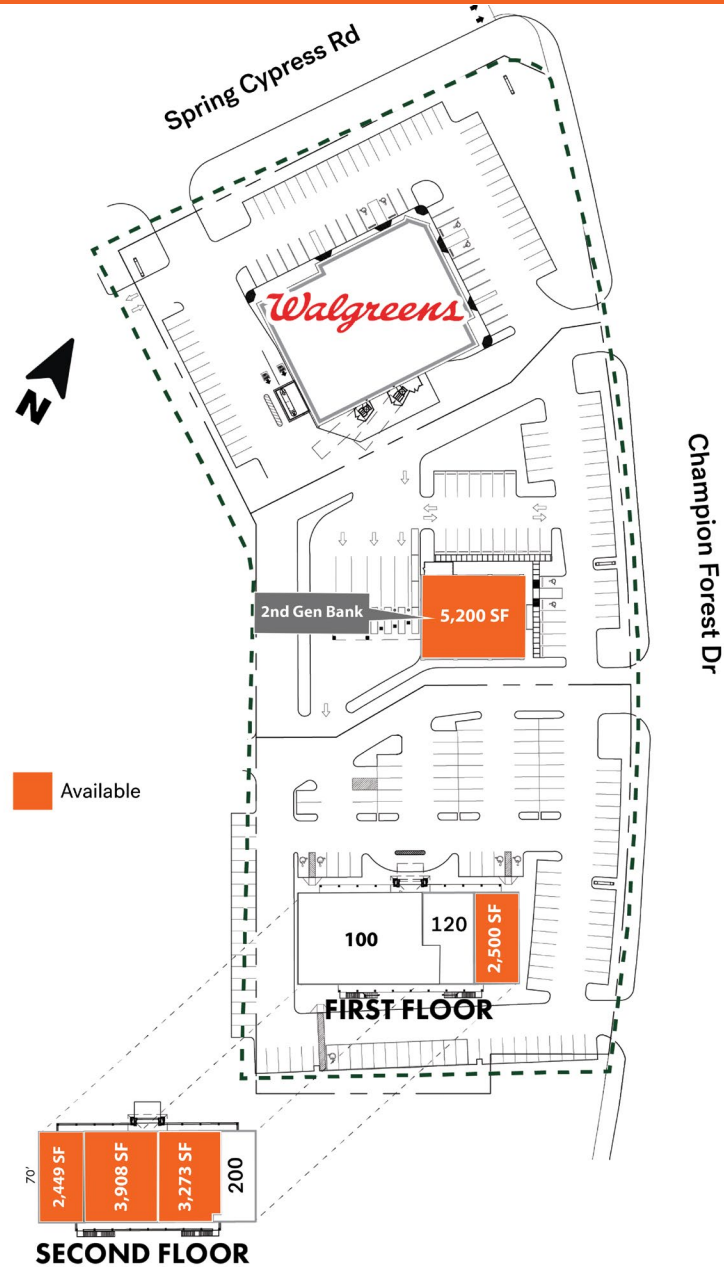 Spring Cypress Rd
Walgreens
N
Champion Forest Dr
2nd Gen Bank
5,200 SF
Available
100
120
2,500 SF
FIRST FLOOR
70'
2,449 SF
3,908 SF
3,273 SF
200
SECOND FLOOR